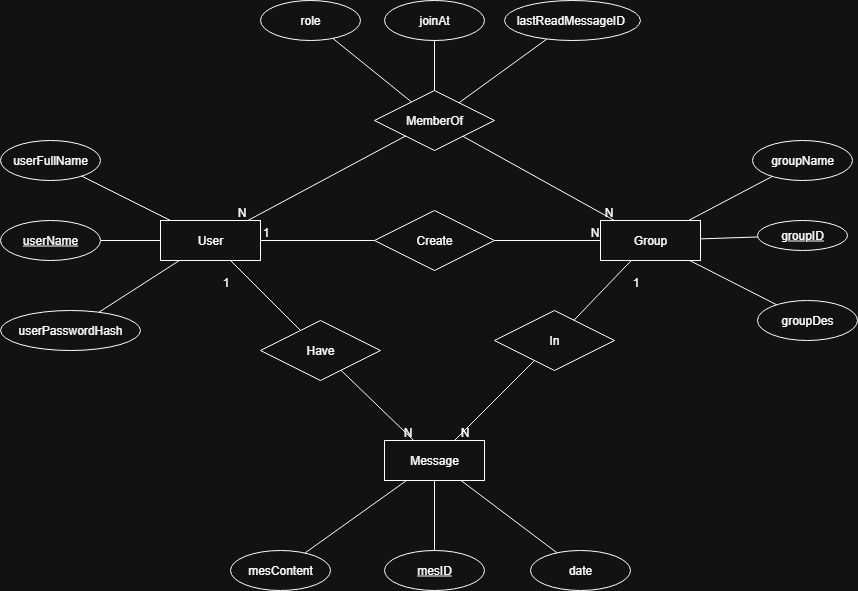 role
joinAt
lastReadMessageID
MemberOf
userFullName
groupName
N
N
userName
User
1
Create
N
Group
groupID
1
1
userPasswordHash
Have
In
groupDes
N
N
Message
mesContent
mesID
date